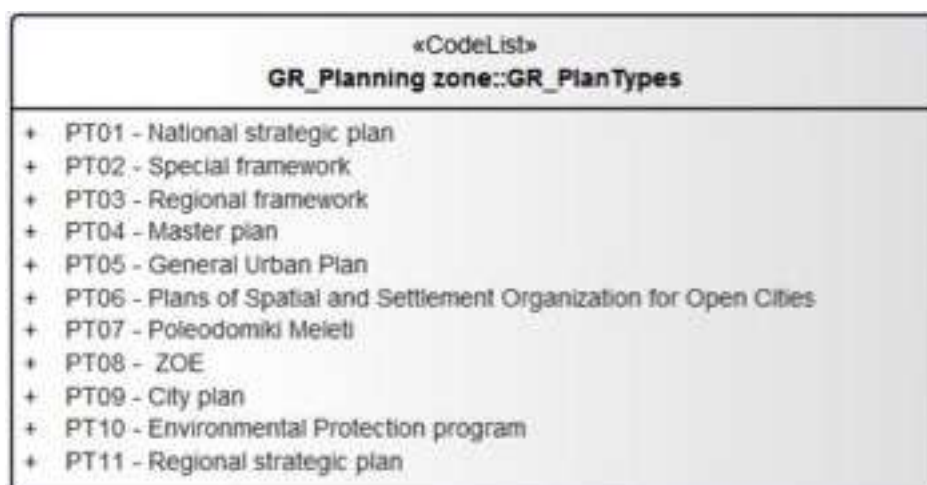 «CodeList»
GR_Planning zone::GR_PlanTypes
+ PT01 - National strategic plan
+ PT02 - Special framework
+ PT03 - Regional framework
+ PT04 - Master plan
+ PT05 - General Urban Plan
+ PT06 - Plans of Spatial and Settlement Organization for Open Cities
+ PT07 - Poleodomiki Meleti
+ PT08 - ZOE
+ PT09 - City plan
+ PT10 - Environmental Protection program
+ PT11 - Regional strategic plan